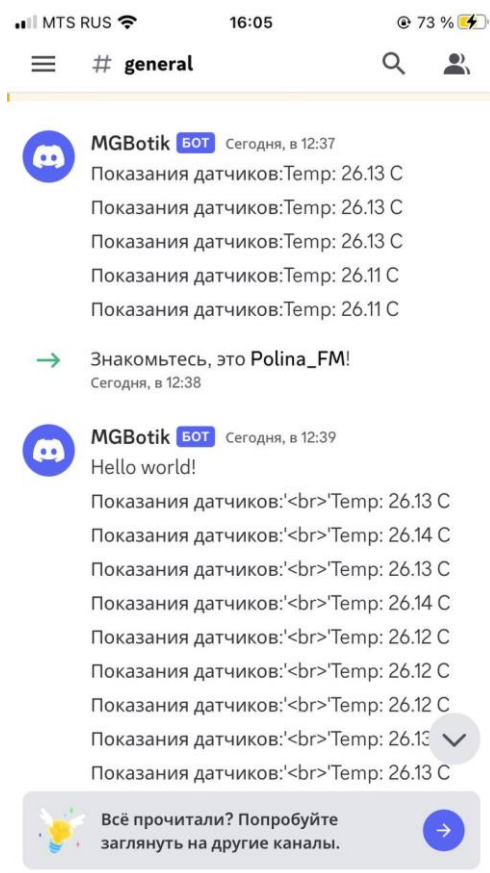 MTS RUS 16:05 73 %
# general
MGBotik БОТ Сегодня, в 12:37
Показания датчиков:Temp: 26.13 C
Показания датчиков:Temp: 26.13 C
Показания датчиков:Temp: 26.13 C
Показания датчиков:Temp: 26.11 C
Показания датчиков:Temp: 26.11 C
Знакомьтесь, это Polina_FM!
Сегодня, в 12:38
MGBotik БОТ Сегодня, в 12:39
Hello world!
Показания датчиков:'<br>'Temp: 26.13 C
Показания датчиков:'<br>'Temp: 26.14 C
Показания датчиков:'<br>'Temp: 26.13 C
Показания датчиков:'<br>'Temp: 26.14 C
Показания датчиков:'<br>'Temp: 26.12 C
Показания датчиков:'<br>'Temp: 26.12 C
Показания датчиков:'<br>'Temp: 26.12 C
Показания датчиков:'<br>'Temp: 26.13
Показания датчиков:'<br>'Temp: 26.13 C
Всё прочитали? Попробуйте
заглянуть на другие каналы.